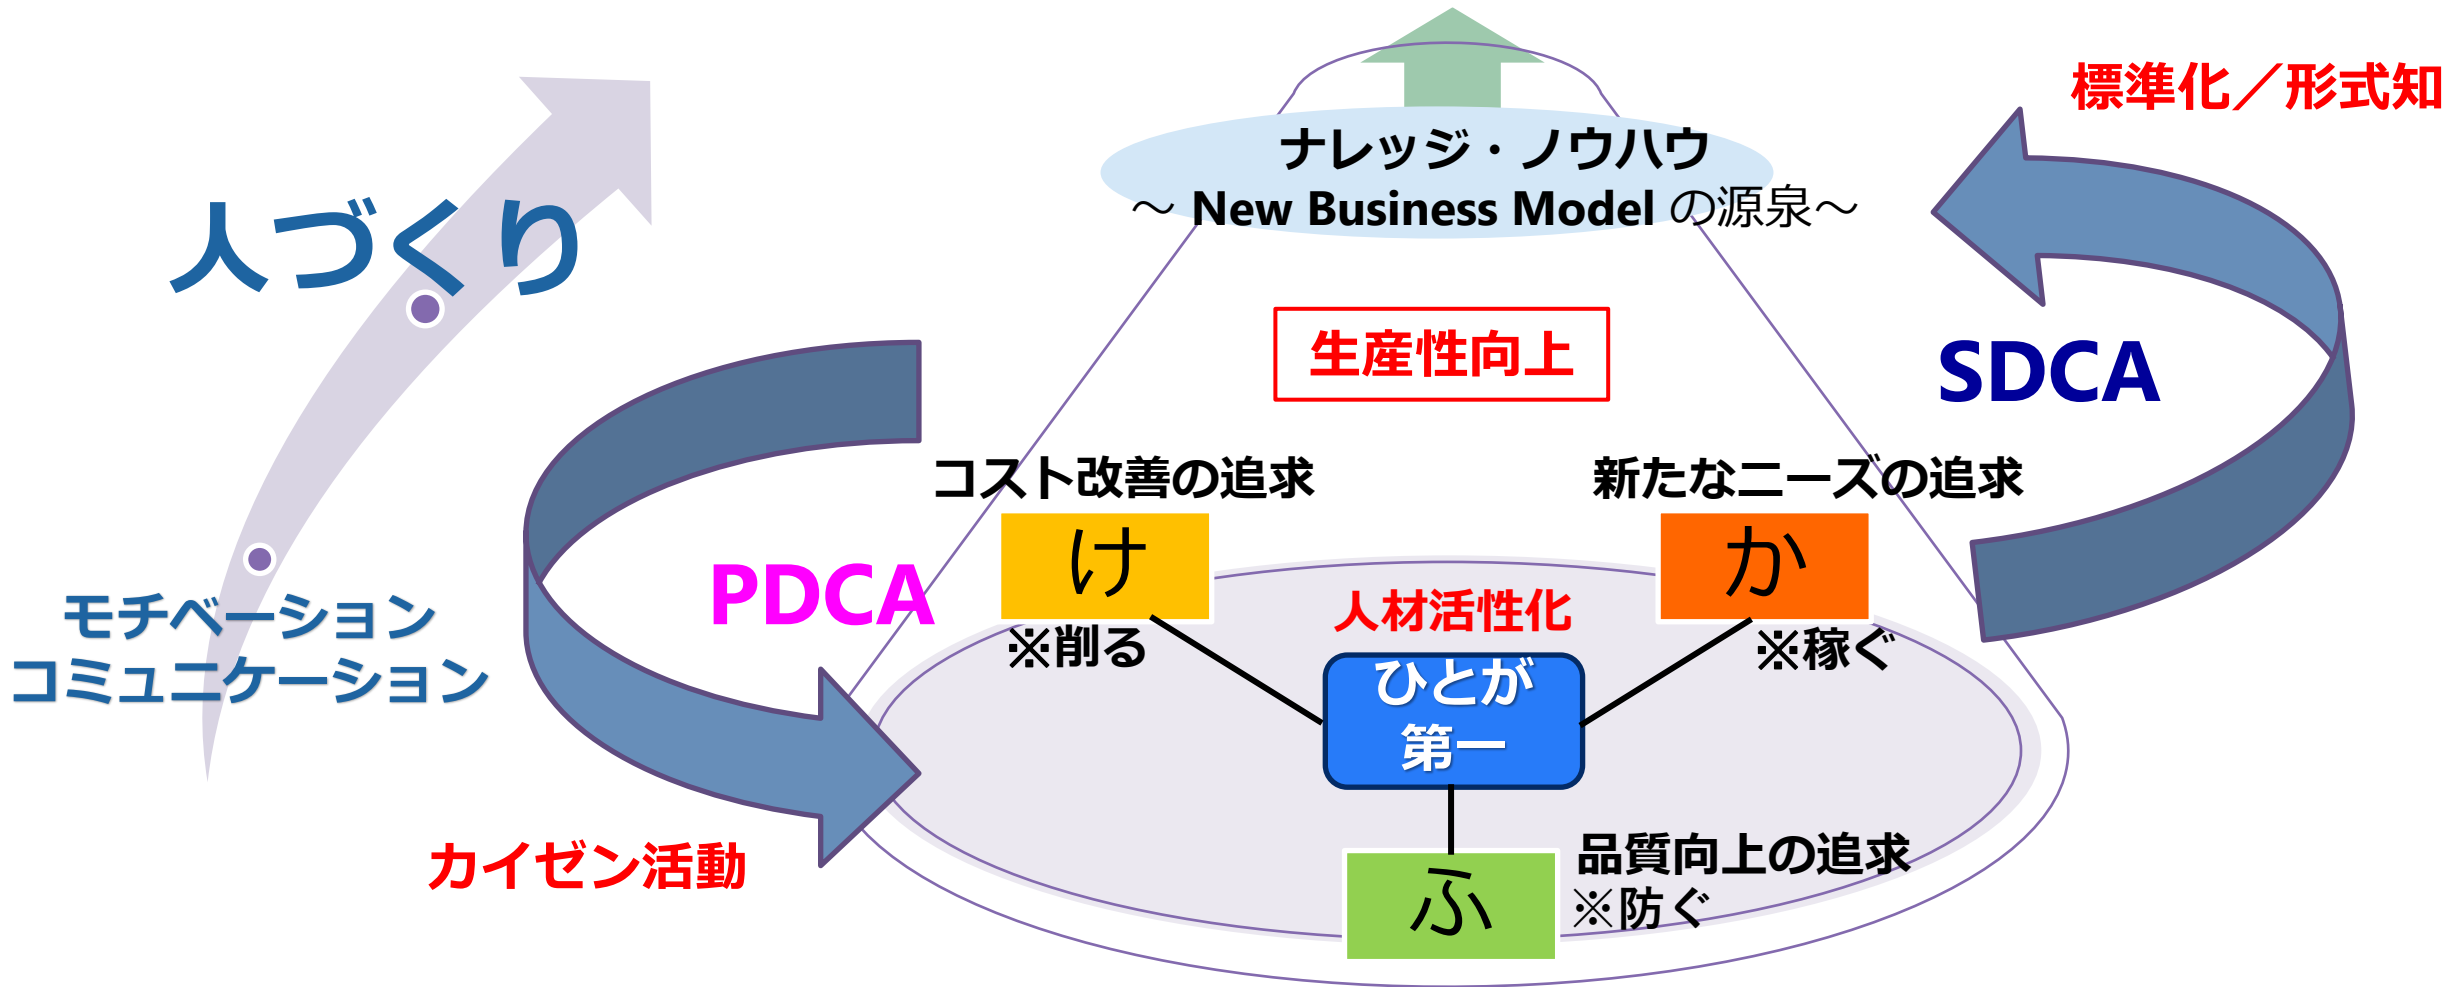 標準化／形式知
ナレッジ・ノウハウ
～ New Business Model の源泉～
人づくり
生産性向上
SDCA
コスト改善の追求
新たなニーズの追求
け
か
PDCA
人材活性化
モチベーション
コミュニケーション
※削る
※稼ぐ
ひとが
第一
カイゼン活動
品質向上の追求
※防ぐ
ふ